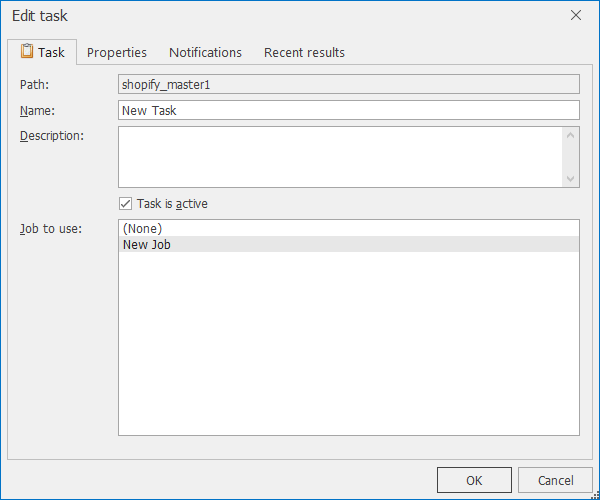 Edit task
Task Properties Notifications Recent results
Path: shopify_master1
Name: New Task
Description:
Task is active
Job to use: (None)
New Job
OK Cancel